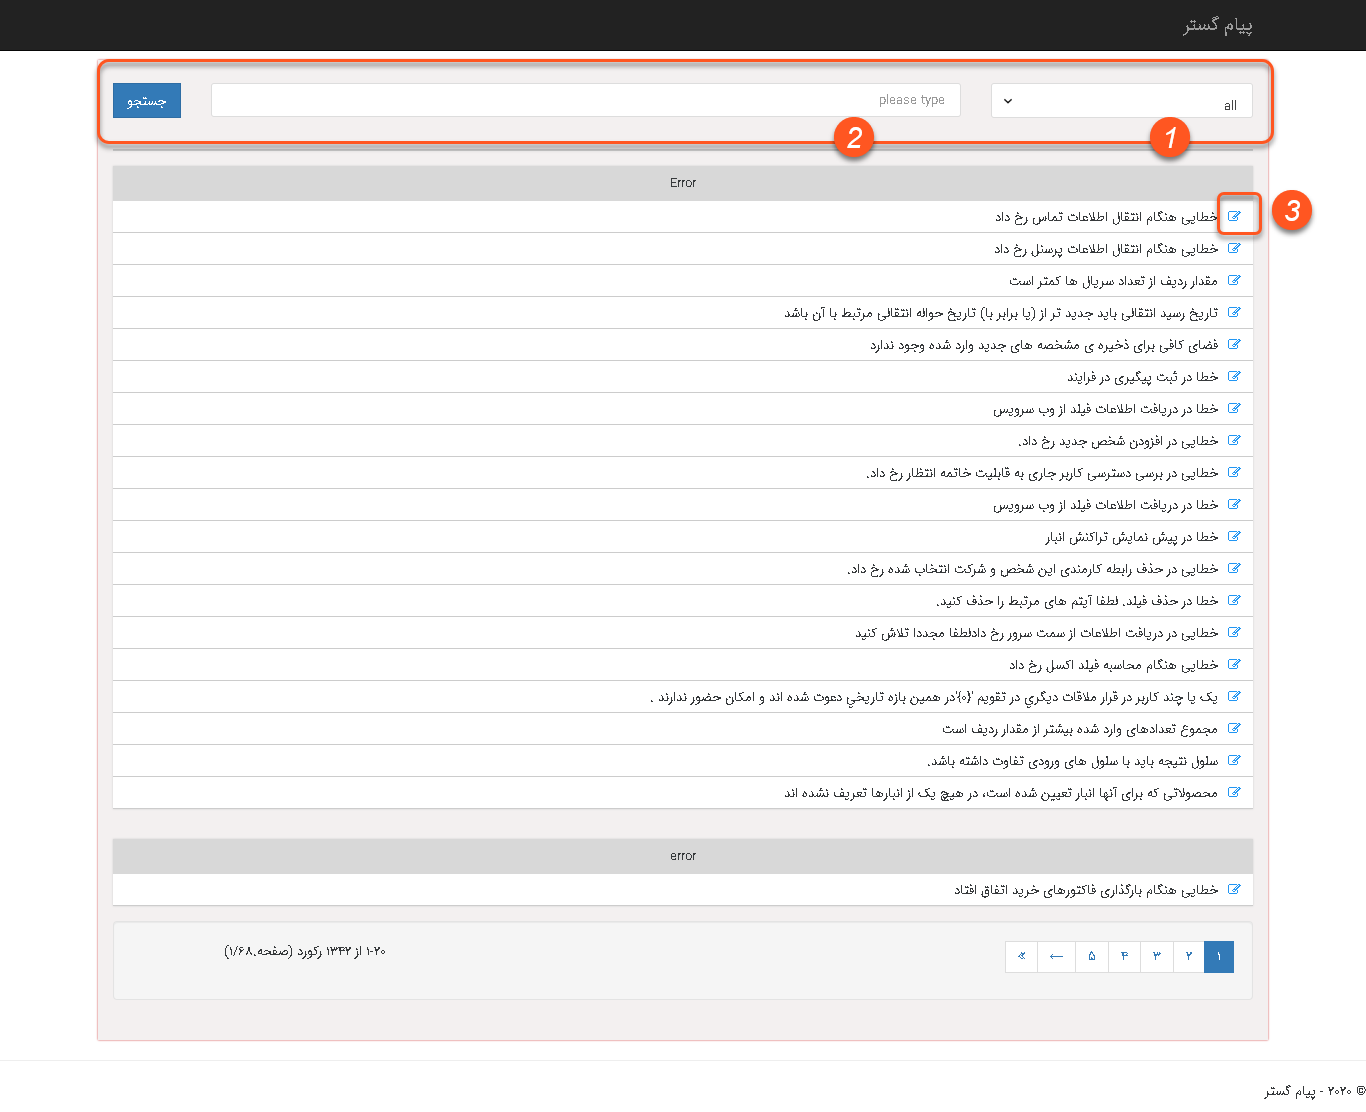 پیام گستر
all
please type
جستجو
1
2
Error
3
خطایی هنگام انتقال اطلاعات تماس رخ داد
خطایی هنگام انتقال اطلاعات پرسنل رخ داد
مقدار ردیف از تعداد سریال ها کمتر است
تاریخ رسید انتقالی باید جدید تر از (یا برابر با) تاریخ حواله انتقالی مرتبط با آن باشد
فضای کافی برای ذخیره ی مشخصه های جدید وارد شده وجود ندارد
خطا در ثبت پیگیری در فرایند
خطا در دریافت اطلاعات فیلد از وب سرویس
خطایی در افزودن شخص جدید رخ داد.
خطایی در برسی دسترسی کاربر جاری به قابلیت خاتمه انتظار رخ داد.
خطا در دریافت اطلاعات فیلد از وب سرویس
خطا در پیش نمایش تراکنش انبار
خطایی در حذف رابطه کارمندی این شخص و شرکت انتخاب شده رخ داد.
خطا در حذف فیلد. لطفا آیتم های مرتبط را حذف کنید.
خطایی در دریافت اطلاعات از سمت سرور رخ دادلطفا مجددا تلاش کنید
خطایی هنگام محاسبه فیلد اکسل رخ داد
یک یا چند کاربر در قرار ملاقات دیگري در تقویم '{۰}'در همین بازه تاریخي دعوت شده اند و امکان حضور ندارند .
مجموع تعدادهای وارد شده بیشتر از مقدار ردیف است
سلول نتیجه باید با سلول های ورودی تفاوت داشته باشد.
محصولاتی که برای آنها انبار تعیین شده است، در هیچ یک از انبارها تعریف نشده اند
error
خطایی هنگام بارگذاری فاکتورهای خرید اتفاق افتاد
۱ ۲ ۳ ۴ ۵ ← «
۱-۲۰ از ۱۳۴۲ رکورد (صفحه.۱/۶۸)
© ۲۰۲۰ - پیام گستر